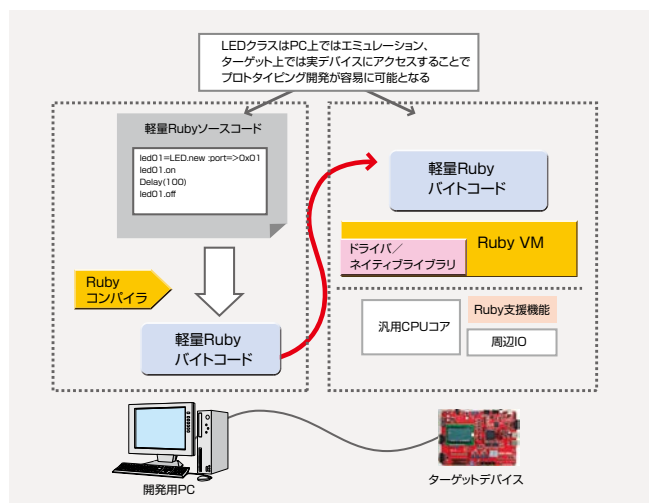 LEDクラスはPC上ではエミュレーション、
ターゲット上では実デバイスにアクセスすることで
プロトタイピング開発が容易に可能となる
軽量Rubyソースコード
led01=LED.new :port=>0x01
led01.on
Delay(100)
led01.off
Ruby
コンパイラ
軽量Ruby
バイトコード
軽量Ruby
バイトコード
Ruby VM
ドライバ／
ネイティブライブラリ
汎用CPUコア
Ruby支援機能
周辺IO
開発用PC
ターゲットデバイス